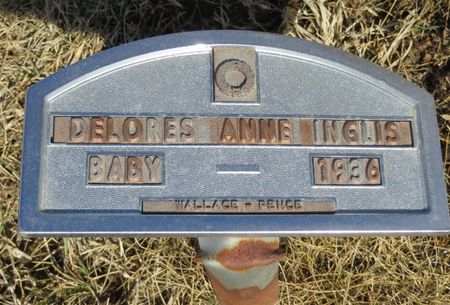 DELORES ANNE INGLIS
BABY — 1936
WALLACE - PENCE